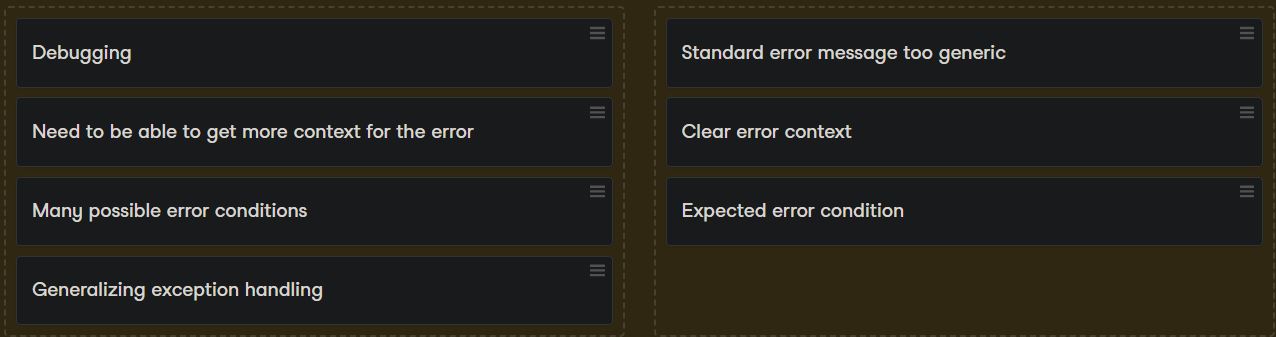 Debugging
Need to be able to get more context for the error
Many possible error conditions
Generalizing exception handling
Standard error message too generic
Clear error context
Expected error condition